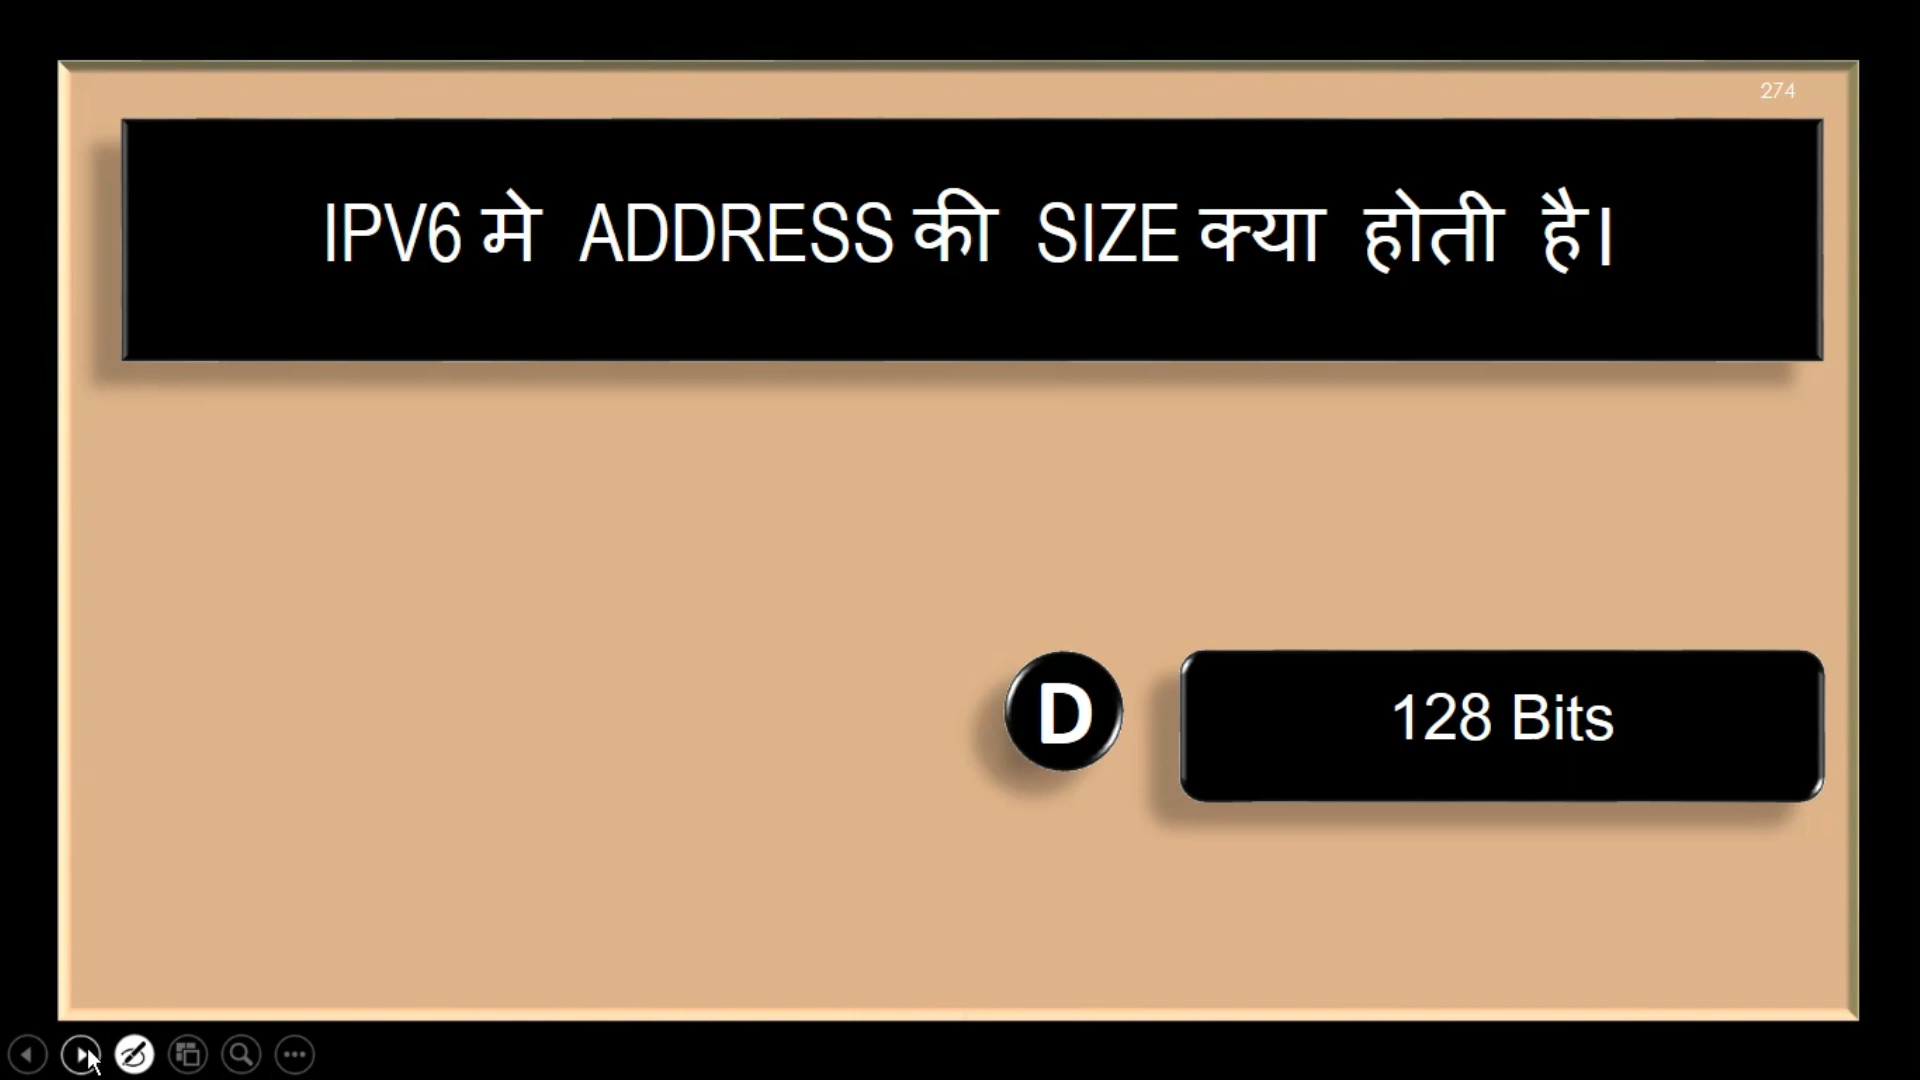 274
IPV6 मे ADDRESS की SIZE क्या होती है।
D
128 Bits